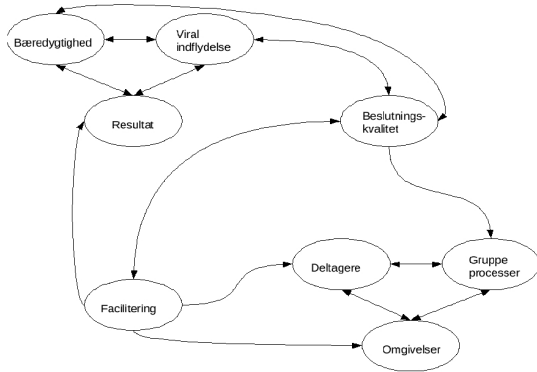 Bæredygtighed
Viral
indflydelse
Resultat
Beslutnings-
kvalitet
Deltagere
Gruppe
processer
Facilitering
Omgivelser